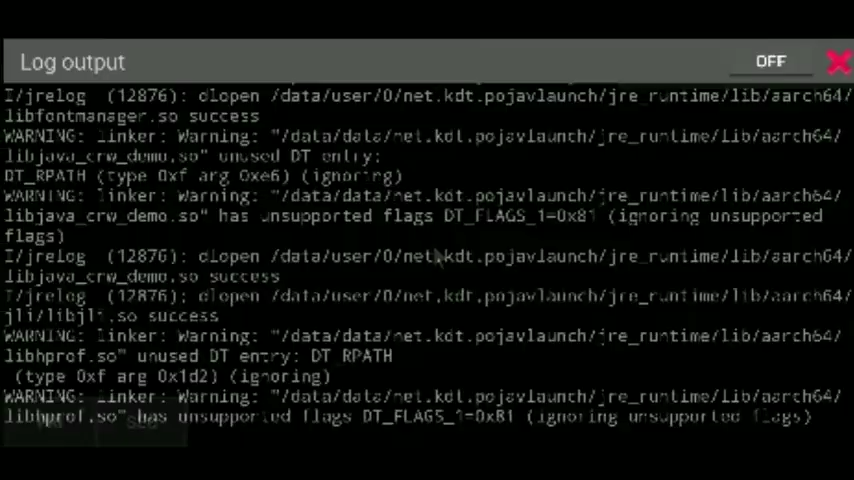 Log output
OFF
I/jrelog (12876): dlopen /data/user/0/net.kdt.pojavlaunch/jre_runtime/lib/aarch64/
libfontmanager.so success
WARNING: linker: Warning: "/data/data/net.kdt.pojavlaunch/jre_runtime/lib/aarch64/
libjava_crw_demo.so" unused DT entry:
DT_RPATH (type 0xf arg 0xe6) (ignoring)
WARNING: linker: Warning: "/data/data/net.kdt.pojavlaunch/jre_runtime/lib/aarch64/
libjava_crw_demo.so" has unsupported flags DT_FLAGS_1=0x81 (ignoring unsupported
flags)
I/jrelog (12876): dlopen /data/user/0/net.kdt.pojavlaunch/jre_runtime/lib/aarch64/
libjava_crw_demo.so success
I/jrelog (12876): dlopen /data/user/0/net.kdt.pojavlaunch/jre_runtime/lib/aarch64/
jli/libjli.so success
WARNING: linker: Warning: "/data/data/net.kdt.pojavlaunch/jre_runtime/lib/aarch64/
libhprof.so" unused DT entry: DT_RPATH
(type 0xf arg 0x1d2) (ignoring)
WARNING: linker: Warning: "/data/data/net.kdt.pojavlaunch/jre_runtime/lib/aarch64/
libhprof.so" has unsupported flags DT_FLAGS_1=0x81 (ignoring unsupported flags)